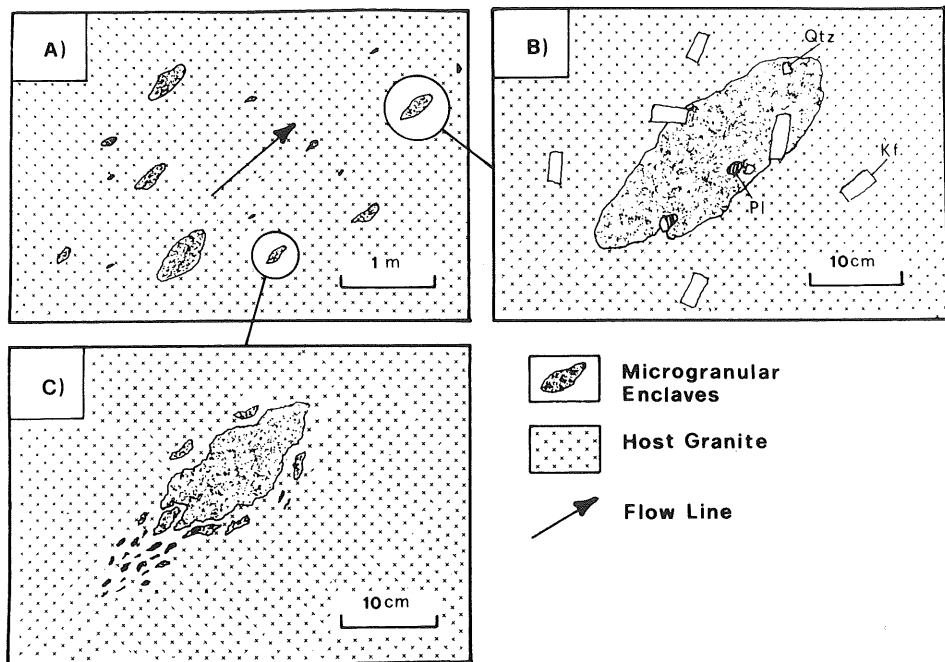 A)
1 m
B)
Qtz
Kf
Pl
10cm
C)
10cm
Microgranular
Enclaves
Host Granite
Flow Line